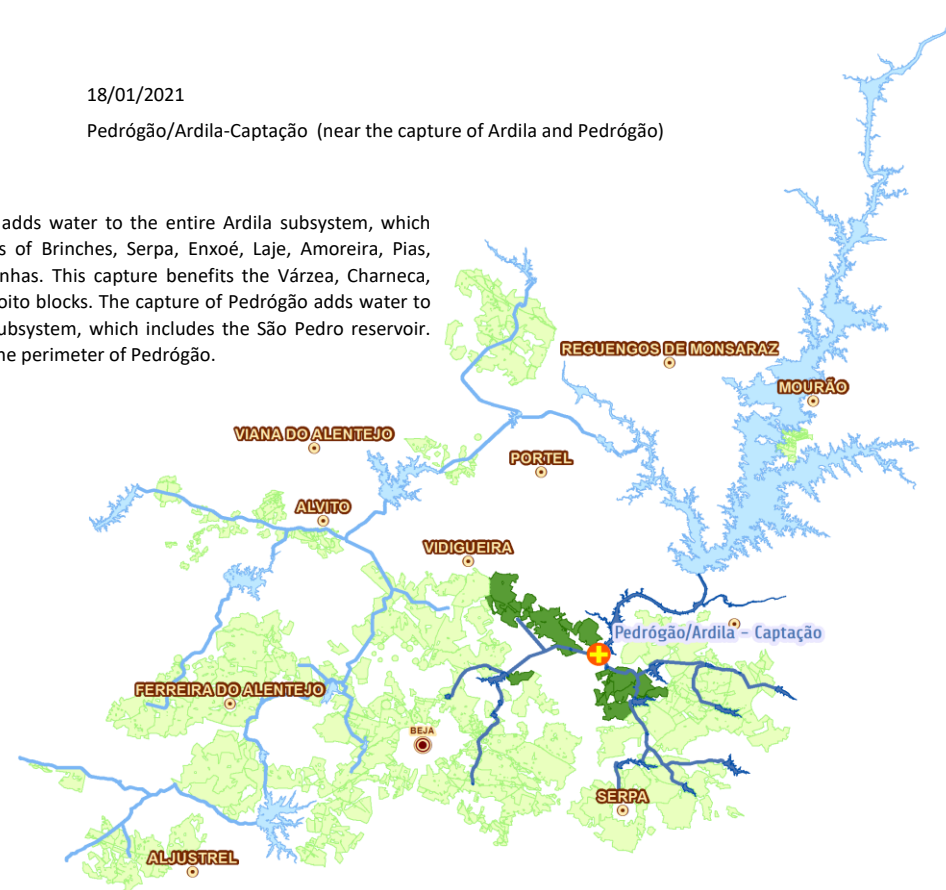 18/01/2021
Pedrógão/Ardila-Captação (near the capture of Ardila and Pedrógão)
adds water to the entire Ardila subsystem, which
s of Brinches, Serpa, Enxoé, Laje, Amoreira, Pias,
nhas. This capture benefits the Várzea, Charneca,
oito blocks. The capture of Pedrógão adds water to
ubsystem, which includes the São Pedro reservoir.
ne perimeter of Pedrógão.
REGUENGOS DE MONSARAZ
MOURÃO
VIANA DO ALENTEJO
PORTEL
ALVITO
VIDIGUEIRA
Pedrógão/Ardila - Captação
FERREIRA DO ALENTEJO
BEJA
SERPA
ALJUSTREL